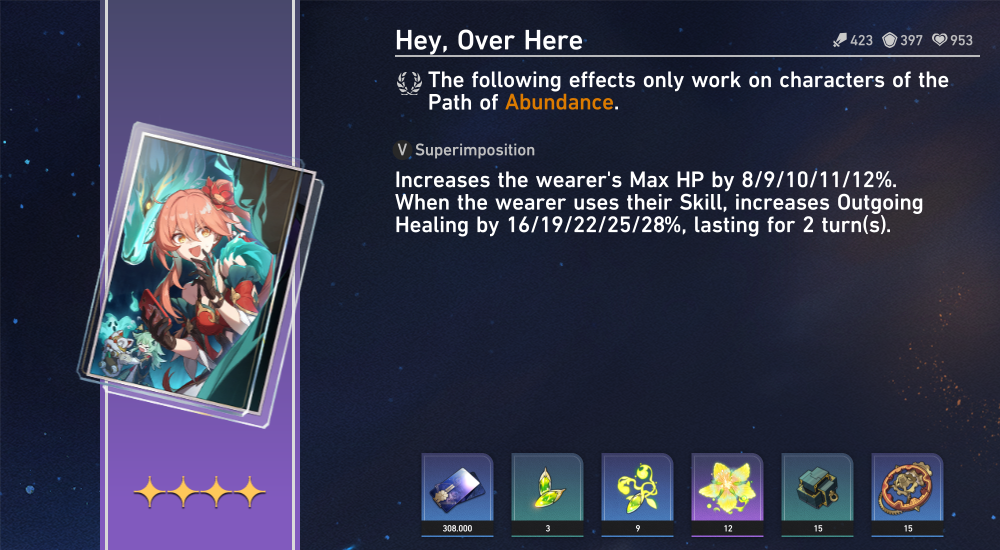 Hey, Over Here
423 397 953
The following effects only work on characters of the
Path of Abundance.
V Superimposition
Increases the wearer's Max HP by 8/9/10/11/12%.
When the wearer uses their Skill, increases Outgoing
Healing by 16/19/22/25/28%, lasting for 2 turn(s).
308.000 3 9 12 15 15